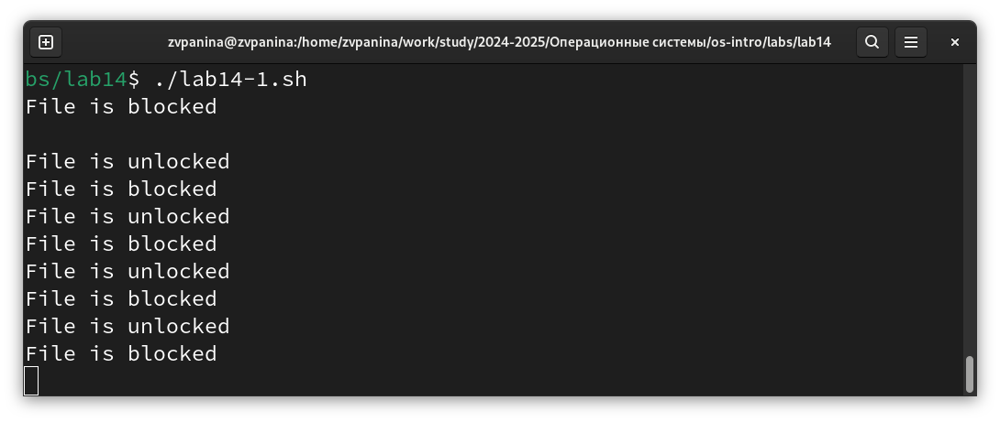 zvpanina@zvpanina:/home/zvpanina/work/study/2024-2025/Операционные системы/os-intro/labs/lab14
bs/lab14$ ./lab14-1.sh
File is blocked
File is unlocked
File is blocked
File is unlocked
File is blocked
File is unlocked
File is blocked
File is unlocked
File is blocked